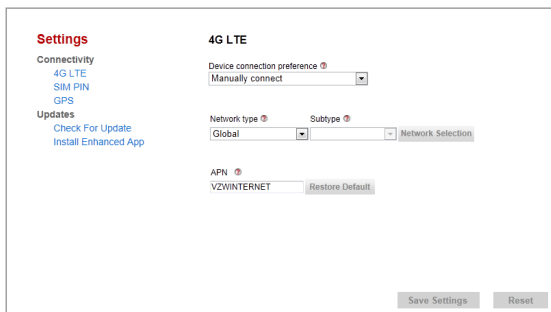 Settings
Connectivity
4G LTE
SIM PIN
GPS
Updates
Check For Update
Install Enhanced App
4G LTE
Device connection preference ?
Manually connect
Network type ? Subtype ?
Global Network Selection
APN ?
VZWINTERNET Restore Default
Save Settings Reset